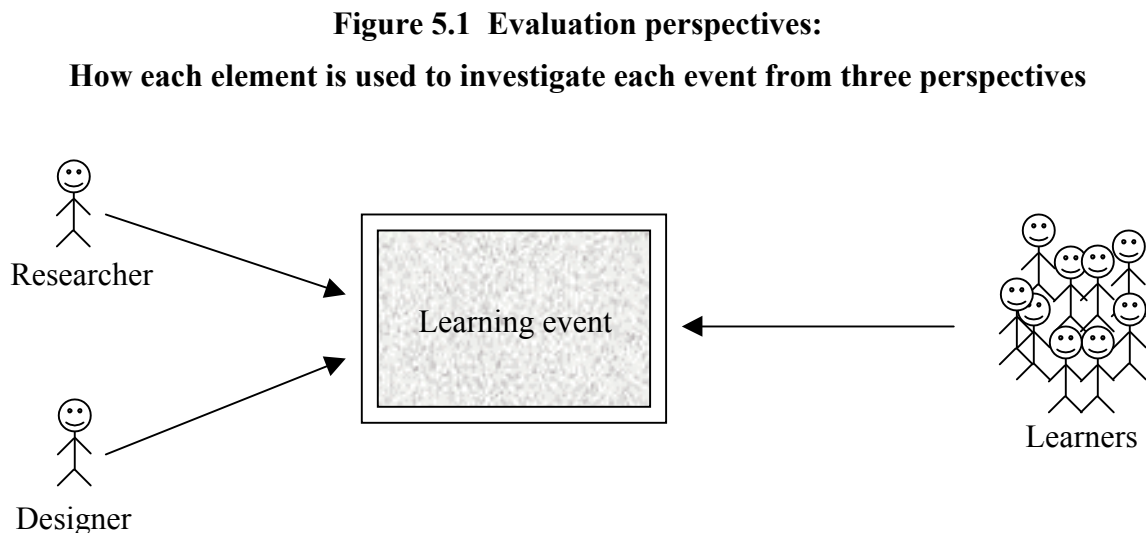 Figure 5.1 Evaluation perspectives:
How each element is used to investigate each event from three perspectives
Researcher
Learning event
Learners
Designer